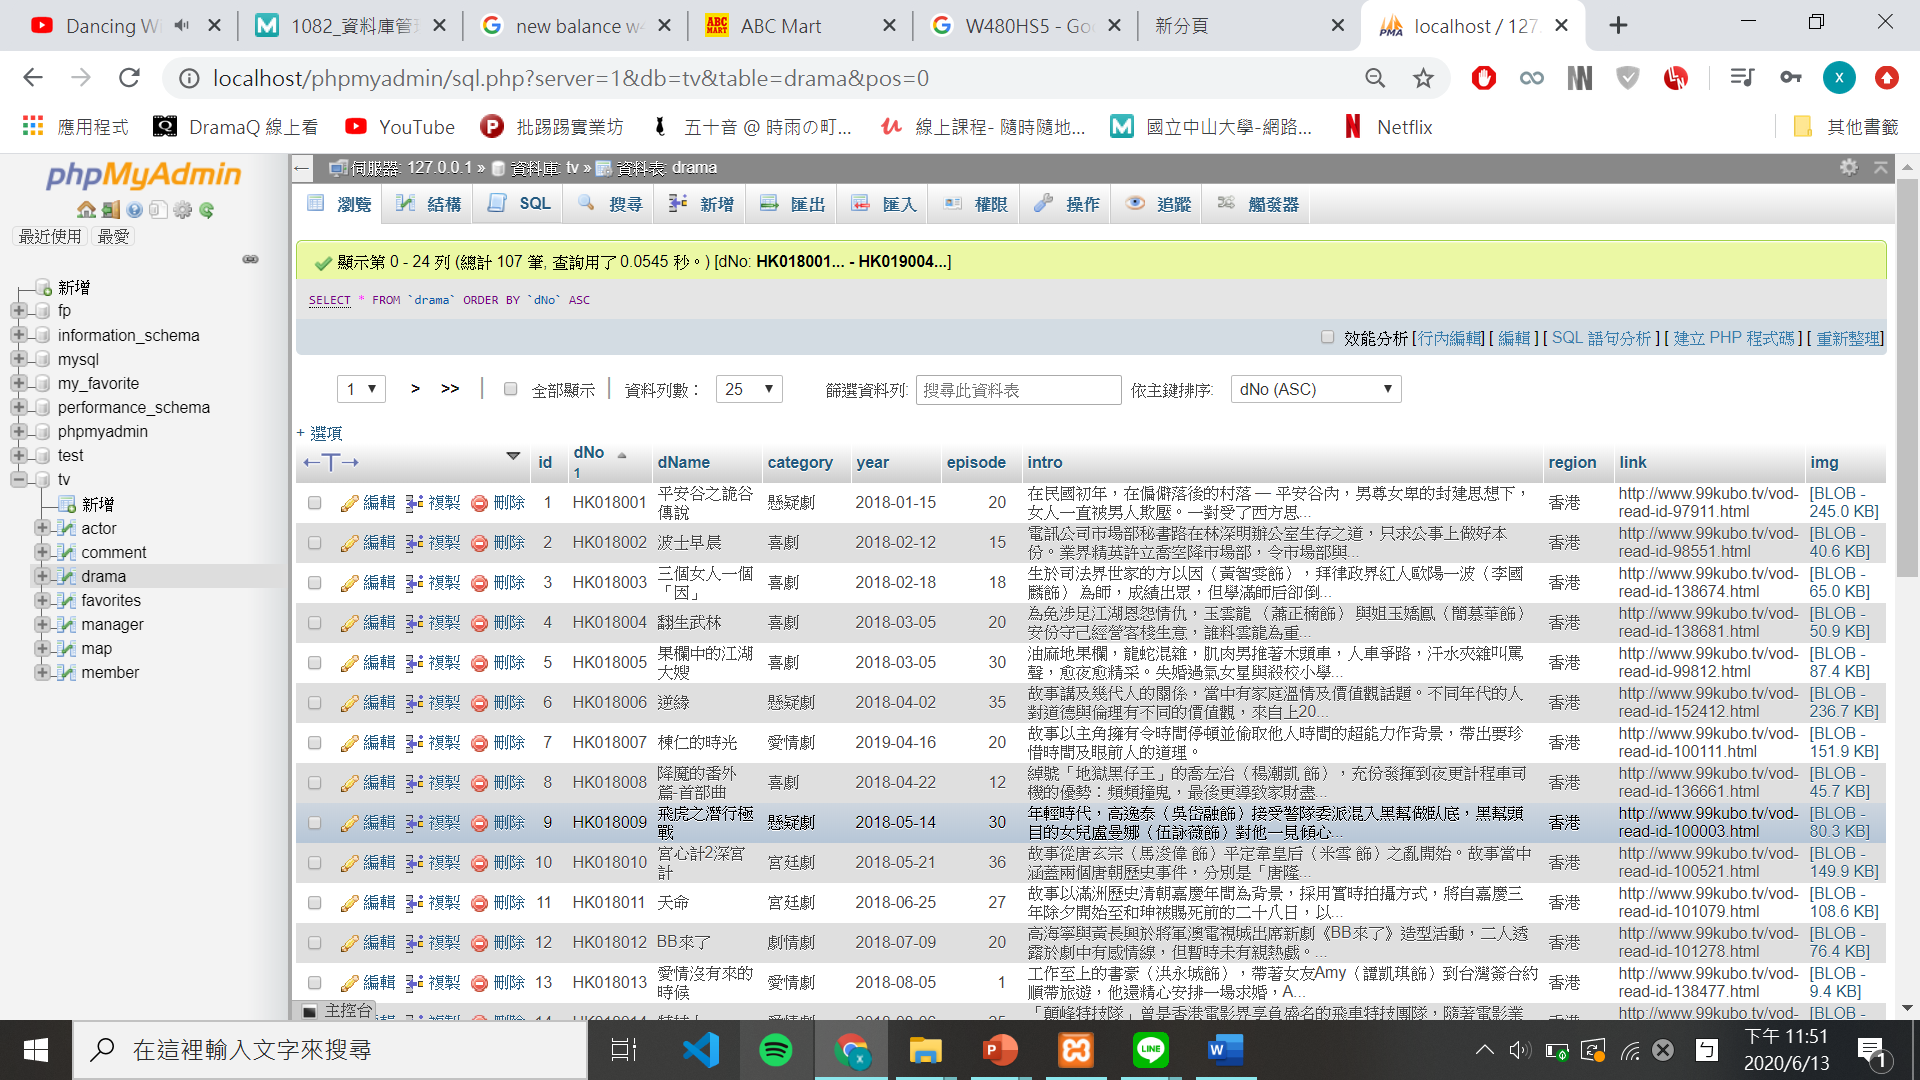 Dancing Wi
1082_資料庫管理
new balance w4
ABC Mart
W480HS5 - Goo
新分頁
localhost / 127.
localhost/phpmyadmin/sql.php?server=1&db=tv&table=drama&pos=0
應用程式
DramaQ 線上看
YouTube
批踢踢實業坊
五十音 @ 時雨の町...
線上課程- 隨時隨地...
國立中山大學-網路...
Netflix
其他書籤
phpMyAdmin
最近使用 最愛
新增
fp
information_schema
mysql
my_favorite
performance_schema
phpmyadmin
test
tv
新增
actor
comment
drama
favorites
manager
map
member
伺服器: 127.0.0.1 » 資料庫: tv » 資料表: drama
瀏覽 結構 SQL 搜尋 新增 匯出 匯入 權限 操作 追蹤 觸發器
顯示第 0 - 24 列 (總計 107 筆, 查詢用了 0.0545 秒。) [dNo: HK018001... - HK019004...]
SELECT * FROM `drama` ORDER BY `dNo` ASC
效能分析 [行內編輯] [ 編輯 ] [ SQL 語句分析 ] [ 建立 PHP 程式碼 ] [ 重新整理]
1 > >> | 全部顯示 | 資料列數： 25 篩選資料列: 搜尋此資料表 依主鍵排序: dNo (ASC)
+ 選項
←T→ id dNo 1 dName category year episode intro region link img
編輯 複製 刪除 1 HK018001 平安谷之詭谷傳說 懸疑劇 2018-01-15 20 在民國初年，在偏僻落後的村落 — 平安谷內，男尊女卑的封建思想下，女人一直被男人欺壓。一對受了西方思... 香港 http://www.99kubo.tv/vod-read-id-97911.html [BLOB - 245.0 KB]
編輯 複製 刪除 2 HK018002 波士早晨 喜劇 2018-02-12 15 電訊公司市場部秘書路在林深明辦公室生存之道，只求公事上做好本份。業界精英許立喬空降市場部，令市場部與... 香港 http://www.99kubo.tv/vod-read-id-98551.html [BLOB - 40.6 KB]
編輯 複製 刪除 3 HK018003 三個女人一個「因」 喜劇 2018-02-18 18 生於司法界世家的方以因（黃智雯飾），拜律政界紅人歐陽一波（李國麟飾） 為師，成績出眾，但學滿師后卻倒... 香港 http://www.99kubo.tv/vod-read-id-138674.html [BLOB - 65.0 KB]
編輯 複製 刪除 4 HK018004 翻生武林 喜劇 2018-03-05 20 為免涉足江湖恩怨情仇，玉雲龍 （蕭正楠飾） 與姐玉嬌鳳（簡慕華飾）安份守己經營客棧生意，誰料雲龍為重... 香港 http://www.99kubo.tv/vod-read-id-138681.html [BLOB - 50.9 KB]
編輯 複製 刪除 5 HK018005 果欄中的江湖大嫂 喜劇 2018-03-05 30 油麻地果欄，龍蛇混雜，肌肉男推著木頭車，人車爭路，汗水夾雜叫罵聲，愈夜愈精采。失婚過氣女星與殺校小學... 香港 http://www.99kubo.tv/vod-read-id-99812.html [BLOB - 87.4 KB]
編輯 複製 刪除 6 HK018006 逆緣 懸疑劇 2018-04-02 35 故事講及幾代人的關係，當中有家庭溫情及價值觀話題。不同年代的人對道德與倫理有不同的價值觀，來自上20... 香港 http://www.99kubo.tv/vod-read-id-152412.html [BLOB - 236.7 KB]
編輯 複製 刪除 7 HK018007 棟仁的時光 愛情劇 2019-04-16 20 故事以主角擁有令時間停頓並偷取他人時間的超能力作背景，帶出要珍惜時間及眼前人的道理。 香港 http://www.99kubo.tv/vod-read-id-100111.html [BLOB - 151.9 KB]
編輯 複製 刪除 8 HK018008 降魔的番外篇-首部曲 喜劇 2018-04-22 12 綽號「地獄黑仔王」的喬左治（楊潮凱 飾），充份發揮到夜更計程車司機的優勢：頻頻撞鬼，最後更導致家財盡... 香港 http://www.99kubo.tv/vod-read-id-136661.html [BLOB - 45.7 KB]
編輯 複製 刪除 9 HK018009 飛虎之潛行極戰 懸疑劇 2018-05-14 30 年輕時代，高逸泰（吳岱融飾）接受警隊委派混入黑幫做臥底，黑幫頭目的女兒盧曼娜（伍詠薇飾）對他一見傾心... 香港 http://www.99kubo.tv/vod-read-id-100003.html [BLOB - 80.3 KB]
編輯 複製 刪除 10 HK018010 宮心計2深宮計 宮廷劇 2018-05-21 36 故事從唐玄宗（馬浚偉 飾）平定韋皇后（米雪 飾）之亂開始。故事當中涵蓋兩個唐朝歷史事件，分別是「唐隆... 香港 http://www.99kubo.tv/vod-read-id-100521.html [BLOB - 149.9 KB]
編輯 複製 刪除 11 HK018011 天命 宮廷劇 2018-06-25 27 故事以滿洲歷史清朝嘉慶年間為背景，採用實時拍攝方式，將自嘉慶三年除夕開始至和珅被賜死前的二十八日，以... 香港 http://www.99kubo.tv/vod-read-id-101079.html [BLOB - 108.6 KB]
編輯 複製 刪除 12 HK018012 BB來了 劇情劇 2018-07-09 20 高海寧與黃長興於將軍澳電視城出席新劇《BB來了》造型活動，二人透露於劇中有感情線，但暫時未有親熱戲。... 香港 http://www.99kubo.tv/vod-read-id-101278.html [BLOB - 76.4 KB]
編輯 複製 刪除 13 HK018013 愛情沒有來的時候 愛情劇 2018-08-05 1 工作至上的書豪（洪永城飾），帶著女友Amy（譚凱琪飾）到台灣簽合約順帶旅遊，他還精心安排一場求婚，A... 香港 http://www.99kubo.tv/vod-read-id-138477.html [BLOB - 9.4 KB]
「顛峰特技隊」曾是香港電影界享負盛名的飛車特技團隊，隨著電影業
主控台
在這裡輸入文字來搜尋
下午 11:51
2020/6/13
1